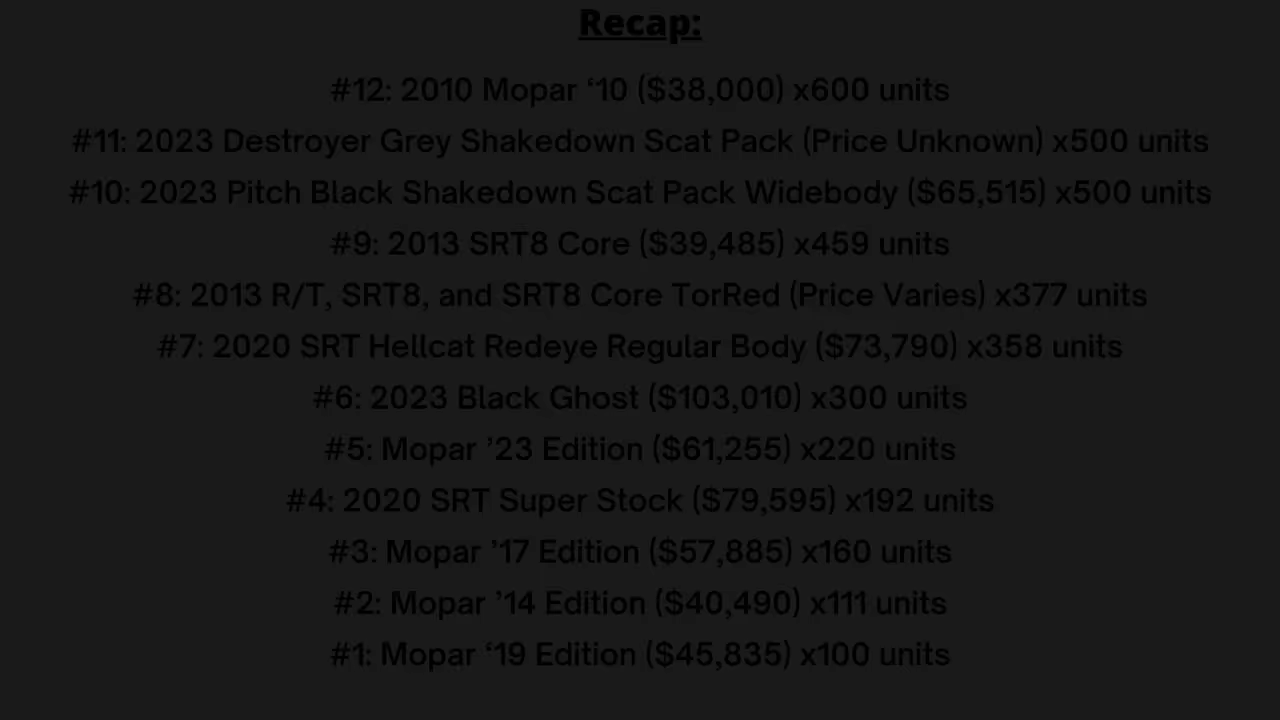 Recap:
#12: 2010 Mopar ‘10 ($38,000) x600 units
#11: 2023 Destroyer Grey Shakedown Scat Pack (Price Unknown) x500 units
#10: 2023 Pitch Black Shakedown Scat Pack Widebody ($65,515) x500 units
#9: 2013 SRT8 Core ($39,485) x459 units
#8: 2013 R/T, SRT8, and SRT8 Core TorRed (Price Varies) x377 units
#7: 2020 SRT Hellcat Redeye Regular Body ($73,790) x358 units
#6: 2023 Black Ghost ($103,010) x300 units
#5: Mopar ’23 Edition ($61,255) x220 units
#4: 2020 SRT Super Stock ($79,595) x192 units
#3: Mopar ’17 Edition ($57,885) x160 units
#2: Mopar ’14 Edition ($40,490) x111 units
#1: Mopar ‘19 Edition ($45,835) x100 units